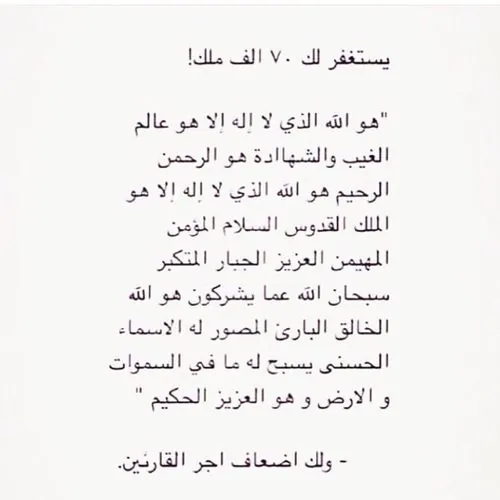 يستغفر لك ٧٠ الف ملك!
"هو الله الذي لا إله إلا هو عالم
الغيب والشهاادة هو الرحمن
الرحيم هو الله الذي لا إله إلا هو
الملك القدوس السلام المؤمن
المهيمن العزيز الجبار المتكبر
سبحان الله عما يشركون هو الله
الخالق البارئ المصور له الاسماء
الحسنى يسبح له ما في السموات
و الارض و هو العزيز الحكيم "
- ولك اضعاف اجر القارئين.